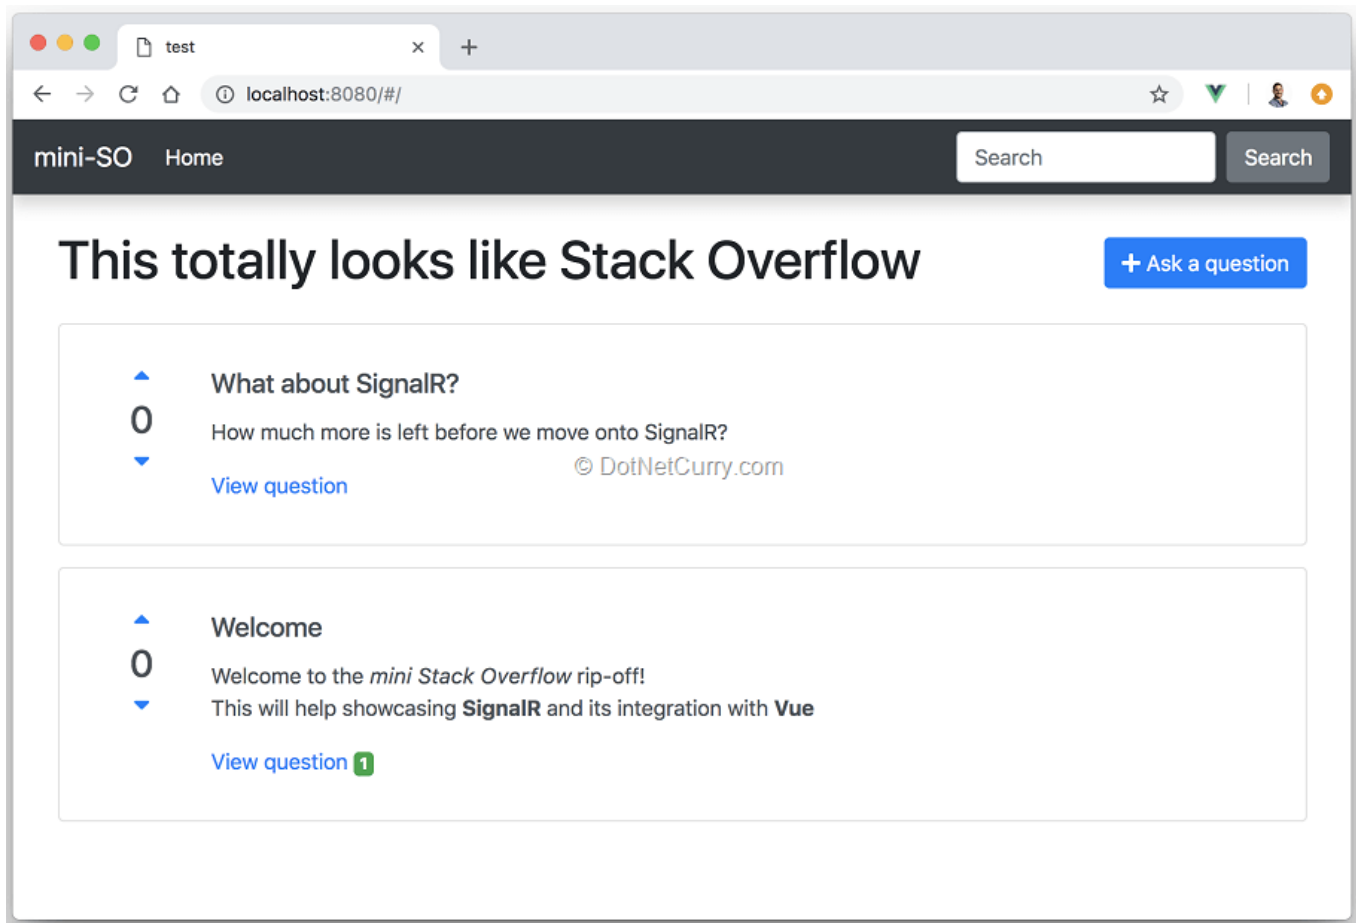 test
localhost:8080/#/
mini-SO Home Search Search
This totally looks like Stack Overflow
+ Ask a question
What about SignalR?
0
How much more is left before we move onto SignalR?
© DotNetCurry.com
View question
Welcome
0
Welcome to the mini Stack Overflow rip-off!
This will help showcasing SignalR and its integration with Vue
View question 1